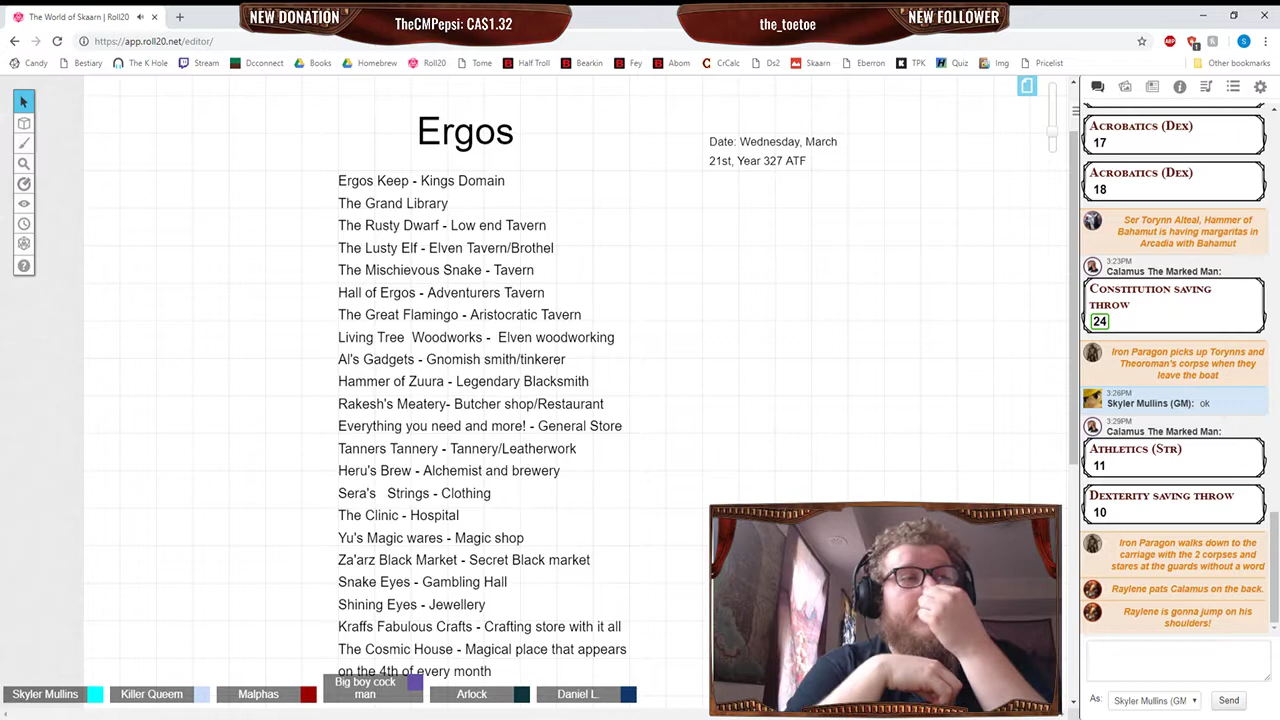 NEW DONATION
TheCMPepsi: CA$1.32
the_toetoe
NEW FOLLOWER
The World of Skaarn | Roll20
https://app.roll20.net/editor/
Candy
Bestiary
The K Hole
Stream
Dcconnect
Books
Homebrew
Roll20
Tome
Half Troll
Bearkin
Fey
Abom
CrCalc
Ds2
Skaarn
Eberron
TPK
Quiz
Img
Pricelist
Other bookmarks
Ergos
Date: Wednesday, March
21st, Year 327 ATF
Ergos Keep - Kings Domain
The Grand Library
The Rusty Dwarf - Low end Tavern
The Lusty Elf - Elven Tavern/Brothel
The Mischievous Snake - Tavern
Hall of Ergos - Adventurers Tavern
The Great Flamingo - Aristocratic Tavern
Living Tree Woodworks - Elven woodworking
Al's Gadgets - Gnomish smith/tinkerer
Hammer of Zuura - Legendary Blacksmith
Rakesh's Meatery- Butcher shop/Restaurant
Everything you need and more! - General Store
Tanners Tannery - Tannery/Leatherwork
Heru's Brew - Alchemist and brewery
Sera's Strings - Clothing
The Clinic - Hospital
Yu's Magic wares - Magic shop
Za'arz Black Market - Secret Black market
Snake Eyes - Gambling Hall
Shining Eyes - Jewellery
Kraffs Fabulous Crafts - Crafting store with it all
The Cosmic House - Magical place that appears
on the 4th of every month
Skyler Mullins
Killer Queem
Malphas
Big boy cock
man
Arlock
Daniel L.
Acrobatics (Dex)
17
Acrobatics (Dex)
18
Ser Torynn Alteal, Hammer of
Bahamut is having margaritas in
Arcadia with Bahamut
3:23PM
Calamus The Marked Man:
Constitution saving
throw
24
Iron Paragon picks up Torynns and
Theoroman's corpse when they
leave the boat
3:26PM
Skyler Mullins (GM): ok
3:29PM
Calamus The Marked Man:
Athletics (Str)
11
Dexterity saving throw
10
Iron Paragon walks down to the
carriage with the 2 corpses and
stares at the guards without a word
Raylene pats Calamus on the back.
Raylene is gonna jump on his
shoulders!
As:
Skyler Mullins (GM
Send